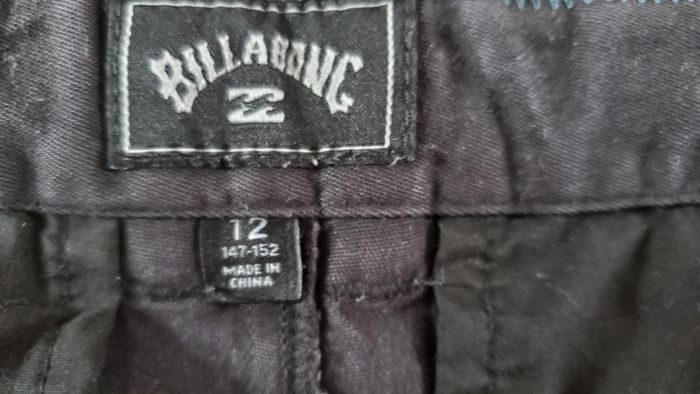 BILLABONG
12
147-152
MADE IN
CHINA